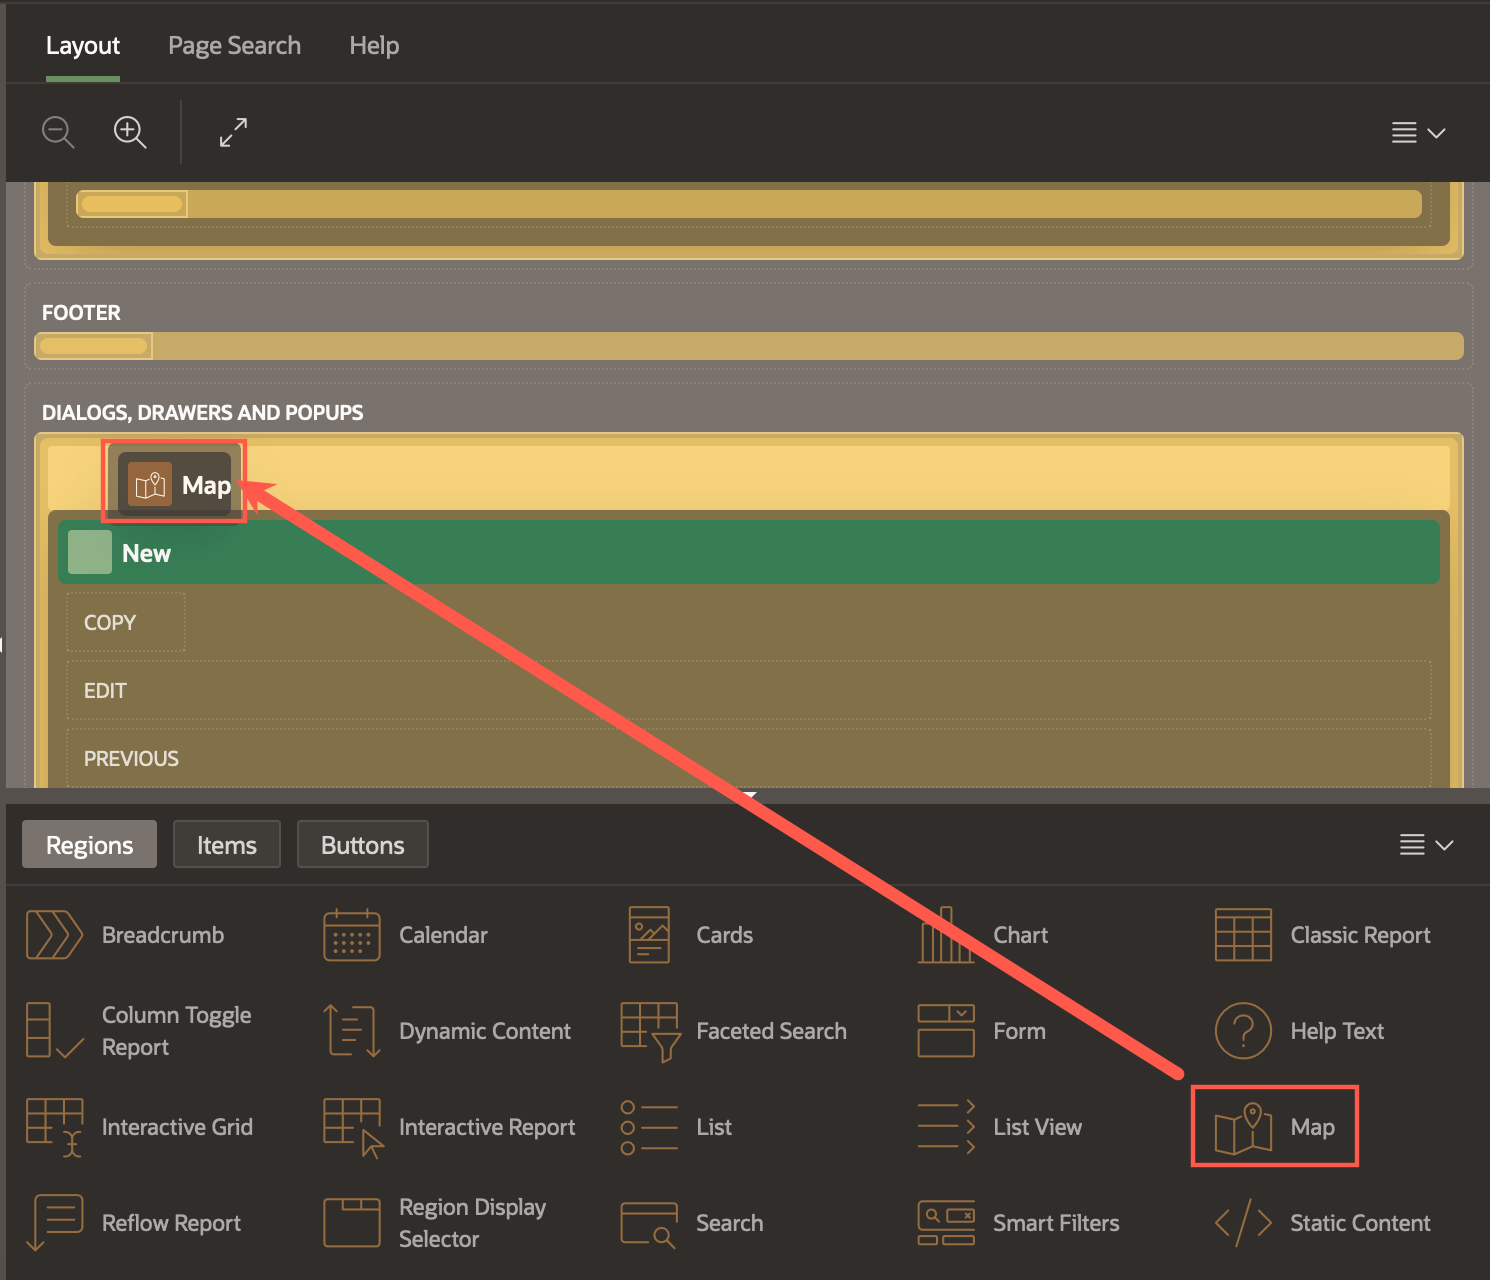 Layout Page Search Help
FOOTER
DIALOGS, DRAWERS AND POPUPS
Map
New
COPY
EDIT
PREVIOUS
Regions Items Buttons
Breadcrumb Calendar Cards Chart Classic Report
Column Toggle
Report
Dynamic Content Faceted Search Form Help Text
Interactive Grid Interactive Report List List View Map
Reflow Report
Region Display
Selector
Search Smart Filters Static Content